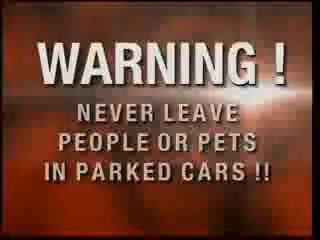 WARNING !
NEVER LEAVE
PEOPLE OR PETS
IN PARKED CARS !!